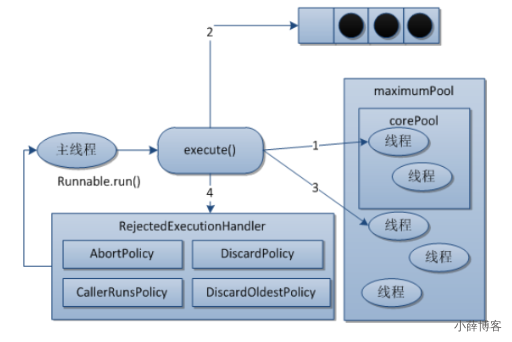 2
maximumPool
corePool
线程
线程
主线程
execute()
1
Runnable.run()
3
4
线程
线程
线程
RejectedExecutionHandler
AbortPolicy
DiscardPolicy
CallerRunsPolicy
DiscardOldestPolicy
小薛博客